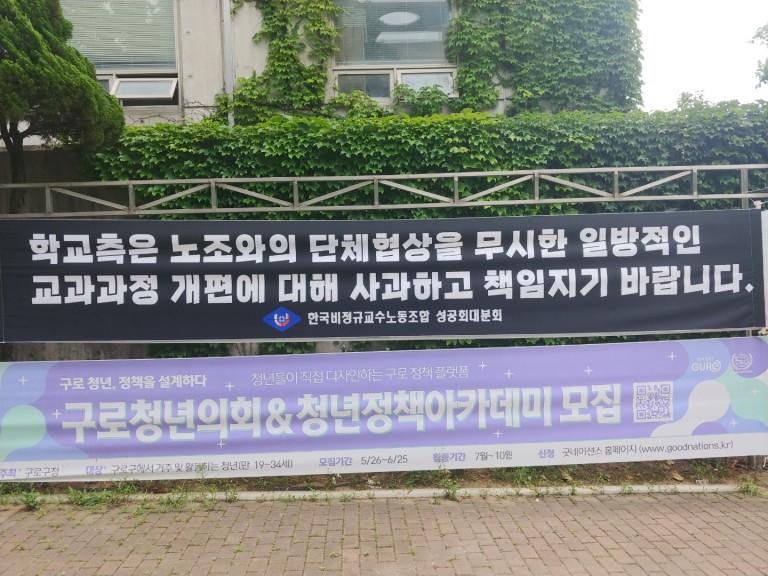 학교측은 노조와의 단체협상을 무시한 일방적인
교과과정 개편에 대해 사과하고 책임지기 바랍니다.
한국비정규교수노동조합 성공회대분회
구로 청년, 정책을 설계하다 청년들이 직접 디자인하는 구로 정책 플랫폼
구로청년의회&청년정책아카데미 모집
GURO
주최 구로구청 대상 구로구에서 거주 및 활동하는 청년(만 19~34세) 모집기간 5/26~6/25 활동기간 7월~10월 신청 굿네이션스 홈페이지 (www.goodnations.kr)